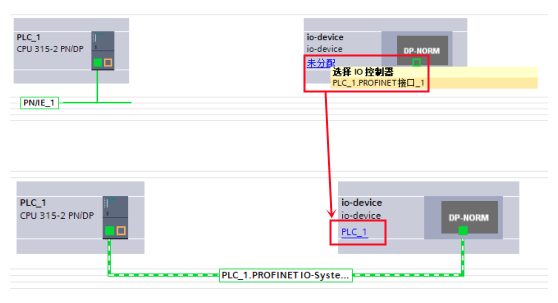 PLC_1
CPU 315-2 PN/DP
io-device
io-device
DP-NORM
未分配
选择 IO 控制器
PLC_1.PROFINET接口_1
PN/IE_1
PLC_1
CPU 315-2 PN/DP
io-device
io-device
DP-NORM
PLC_1
PLC_1.PROFINET IO-Syste...